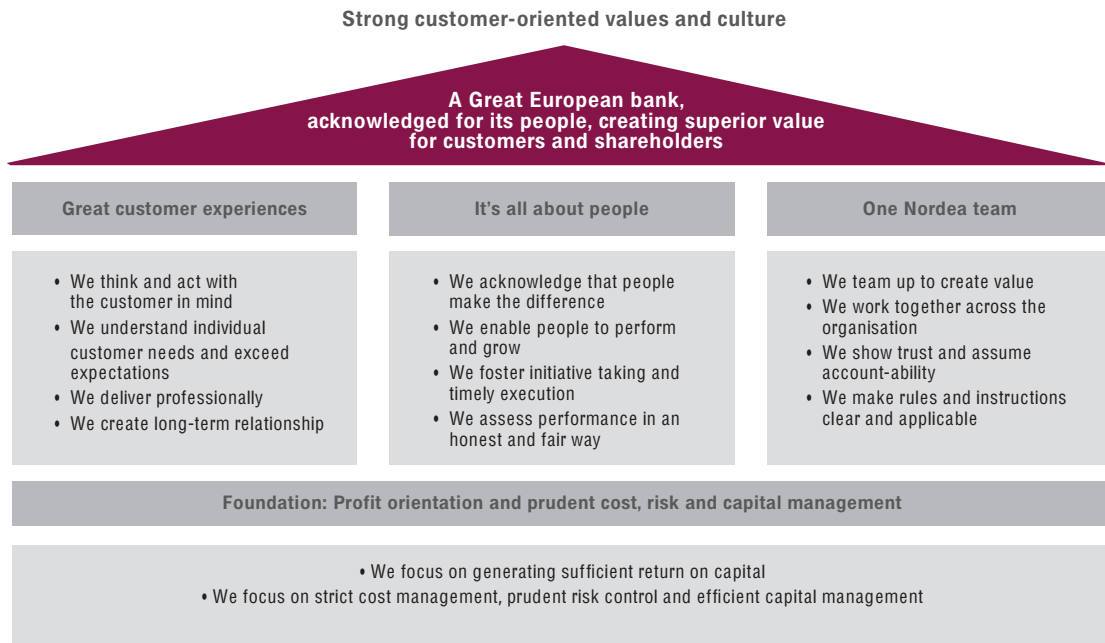 Strong customer-oriented values and culture
A Great European bank,
acknowledged for its people, creating superior value
for customers and shareholders
Great customer experiences
• We think and act with
the customer in mind
• We understand individual
customer needs and exceed
expectations
• We deliver professionally
• We create long-term relationship
It's all about people
• We acknowledge that people
make the difference
• We enable people to perform
and grow
• We foster initiative taking and
timely execution
• We assess performance in an
honest and fair way
One Nordea team
• We team up to create value
• We work together across the
organisation
• We show trust and assume
account-ability
• We make rules and instructions
clear and applicable
Foundation: Profit orientation and prudent cost, risk and capital management
• We focus on generating sufficient return on capital
• We focus on strict cost management, prudent risk control and efficient capital management